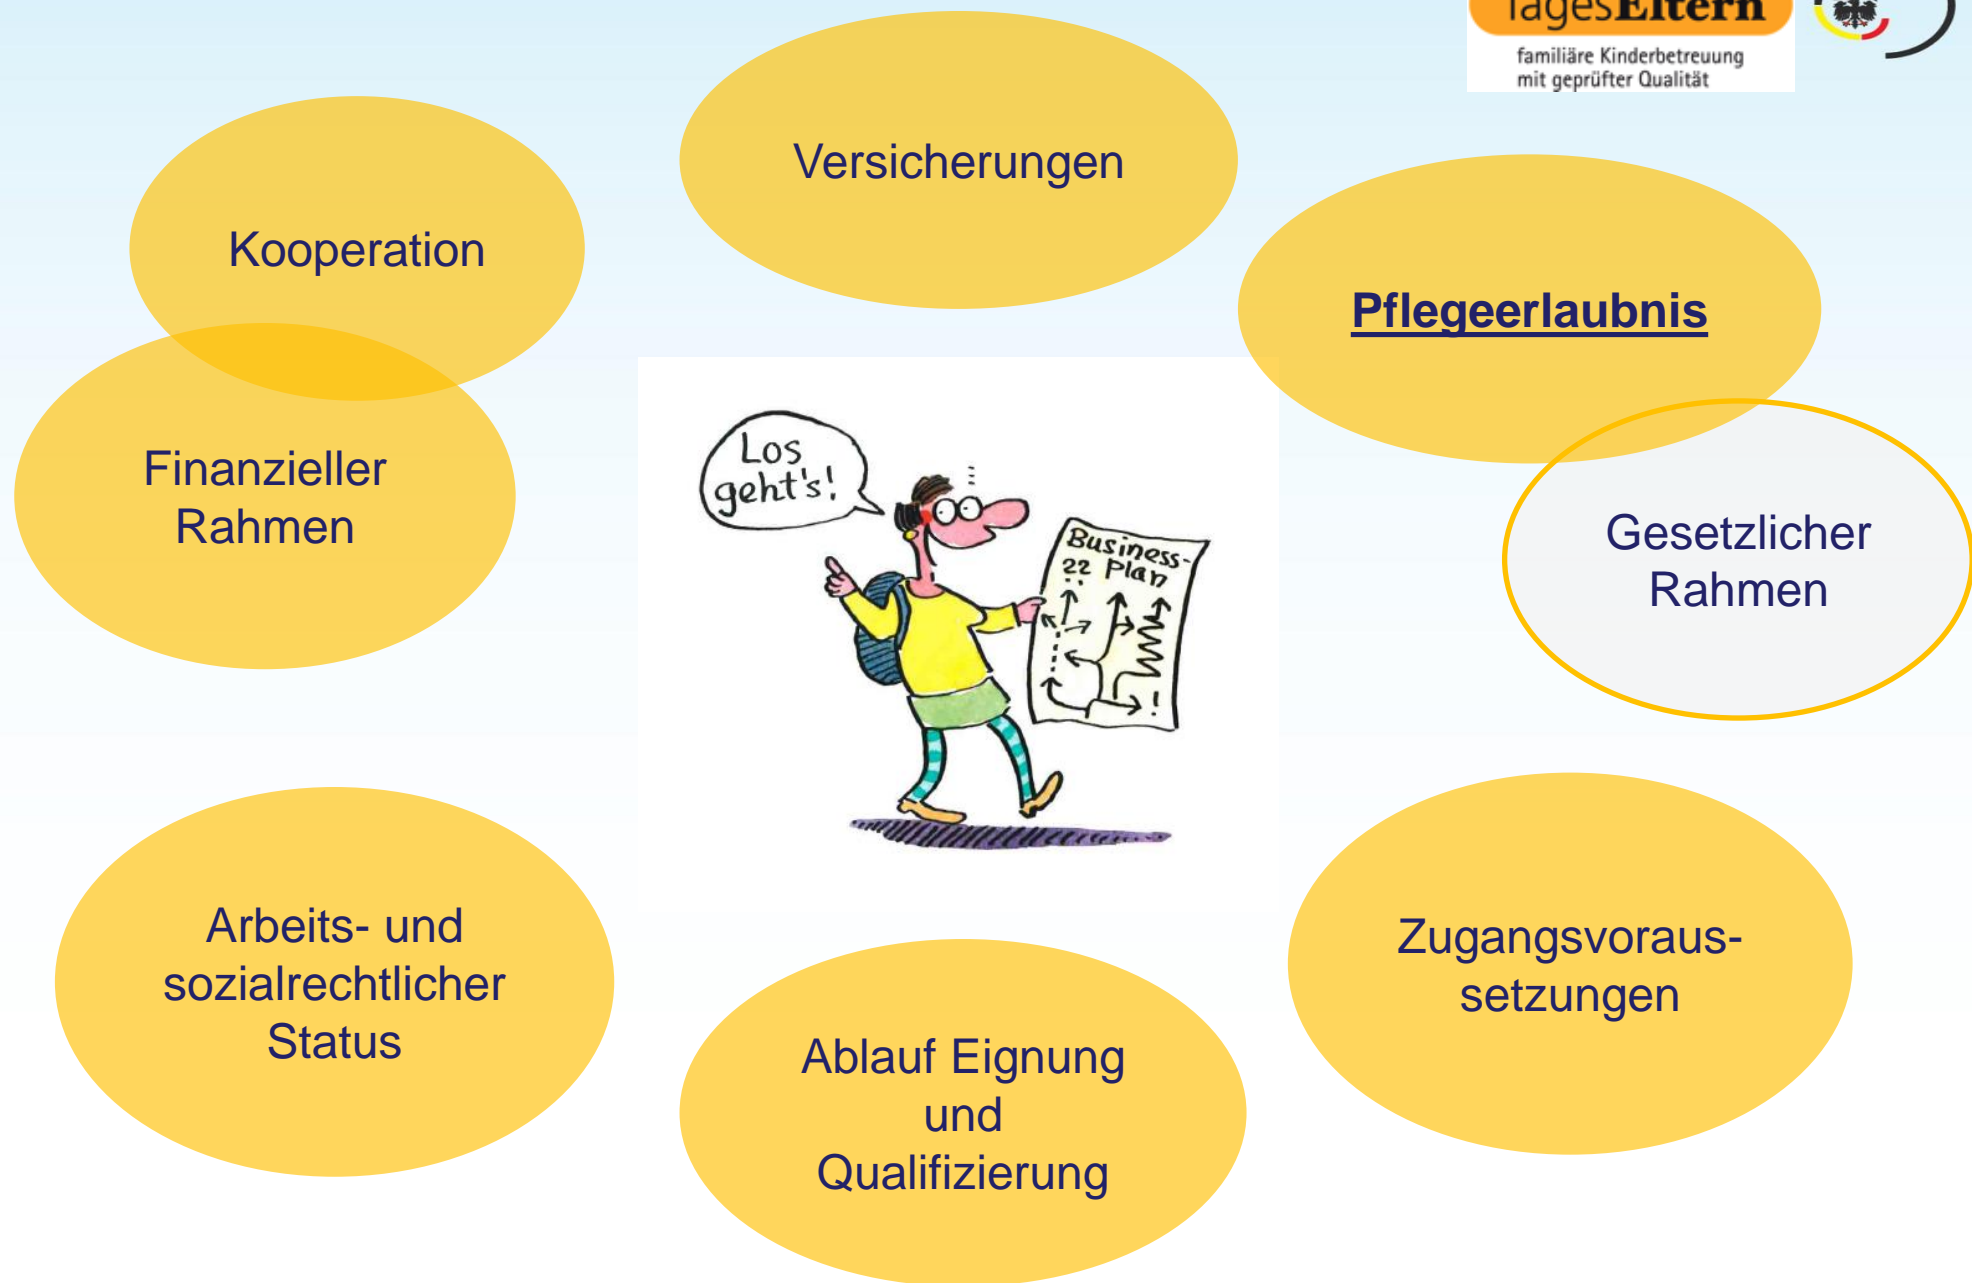 TagesEltern
familiäre Kinderbetreuung
mit geprüfter Qualität
Versicherungen
Kooperation
Pflegeerlaubnis
Finanzieller
Rahmen
Los
geht's!
Business-
?? Plan
!
Gesetzlicher
Rahmen
Arbeits- und
sozialrechtlicher
Status
Zugangsvoraus-
setzungen
Ablauf Eignung
und
Qualifizierung